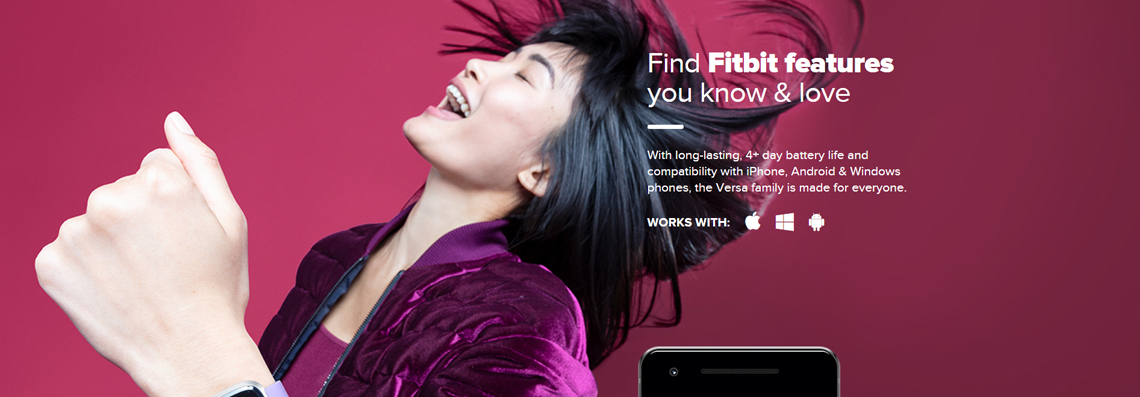 Find Fitbit features
you know & love
With long-lasting, 4+ day battery life and
compatibility with iPhone, Android & Windows
phones, the Versa family is made for everyone.
WORKS WITH: